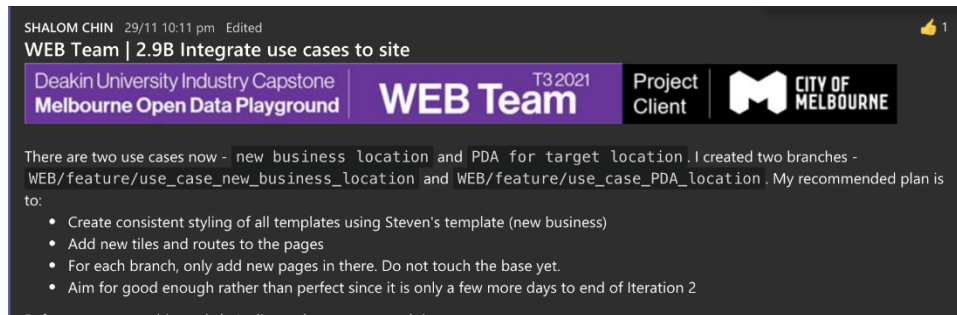 SHALOM CHIN 29/11 10:11 pm Edited
👍 1
WEB Team | 2.9B Integrate use cases to site
Deakin University Industry Capstone
Melbourne Open Data Playground
WEB Team
T3 2021
Project
Client
CITY OF
MELBOURNE
There are two use cases now - new business location and PDA for target location. I created two branches -
WEB/feature/use_case_new_business_location and WEB/feature/use_case_PDA_location. My recommended plan is
to:
• Create consistent styling of all templates using Steven's template (new business)
• Add new tiles and routes to the pages
• For each branch, only add new pages in there. Do not touch the base yet.
• Aim for good enough rather than perfect since it is only a few more days to end of Iteration 2